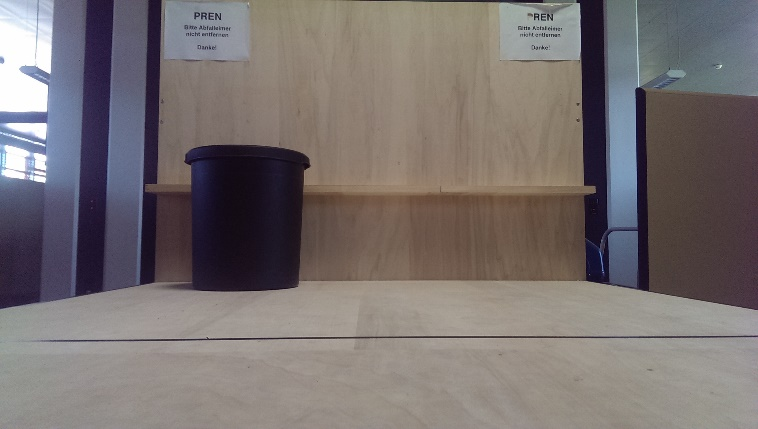 PREN
Bitte Abfalleimer
nicht entfernen
Danke!
PREN
Bitte Abfalleimer
nicht entfernen
Danke!